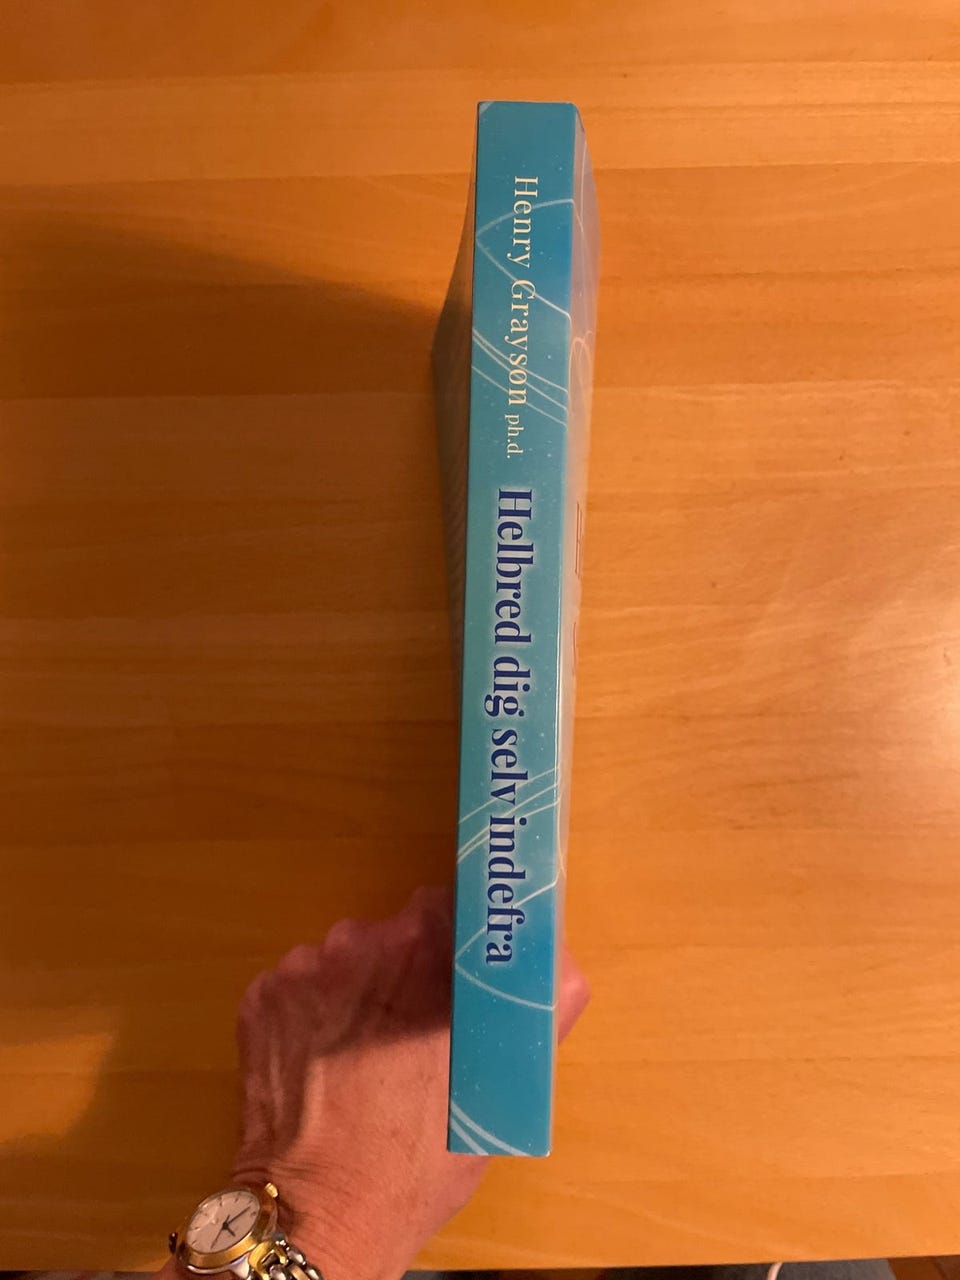 Henry Grayson ph.d. Helbred dig selv indefra